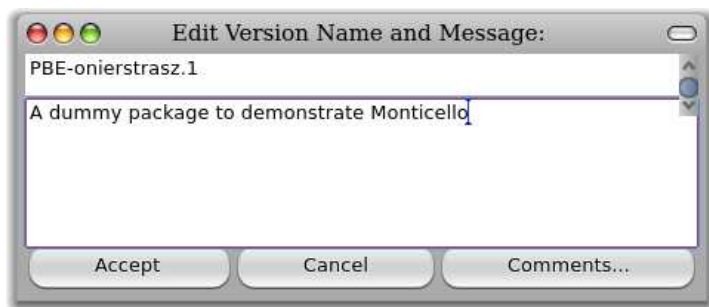 Edit Version Name and Message:
PBE-onierstrasz.1
A dummy package to demonstrate Monticello
Accept
Cancel
Comments...